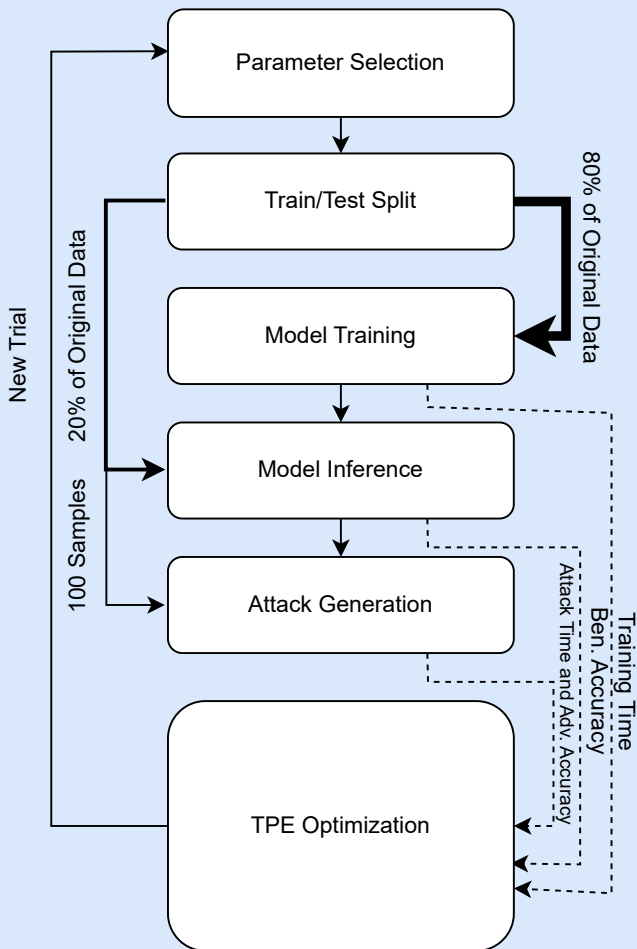 Parameter Selection
Train/Test Split
80% of Original Data
Model Training
New Trial
20% of Original Data
Model Inference
100 Samples
Attack Generation
Attack Time and Adv. Accuracy
Ben. Accuracy
Training Time
TPE Optimization